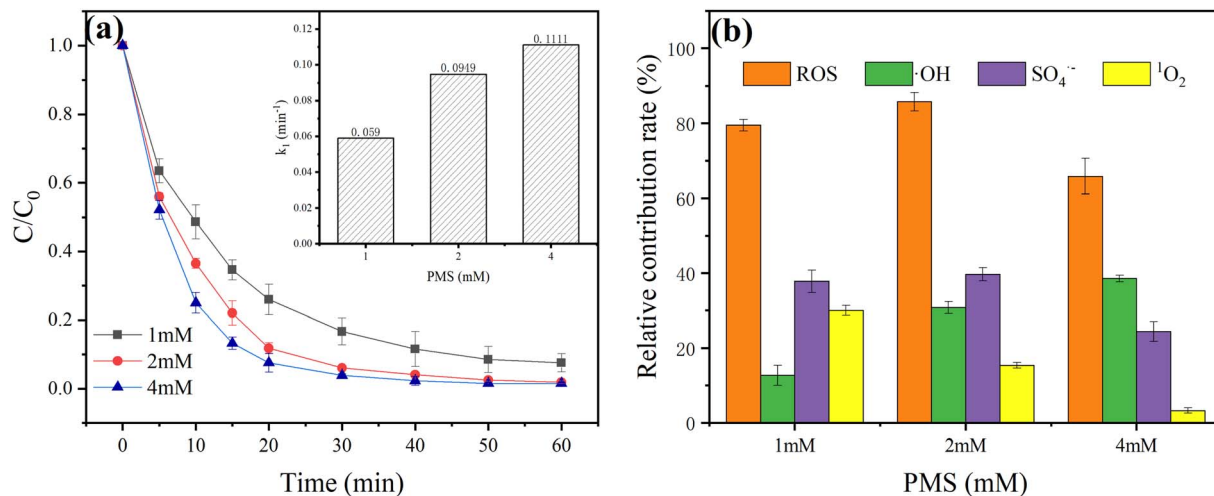 (a)
C/C0
1.0
0.8
0.6
0.4
0.2
0.0
0
10
20
30
40
50
60
Time (min)
1mM
2mM
4mM
k1 (min-1)
0.12
0.10
0.08
0.06
0.04
0.02
0.00
0.059
0.0949
0.1111
1
2
4
PMS (mM)
(b)
Relative contribution rate (%)
100
80
60
40
20
0
ROS ·OH SO4·- 1O2
1mM 2mM 4mM
PMS (mM)